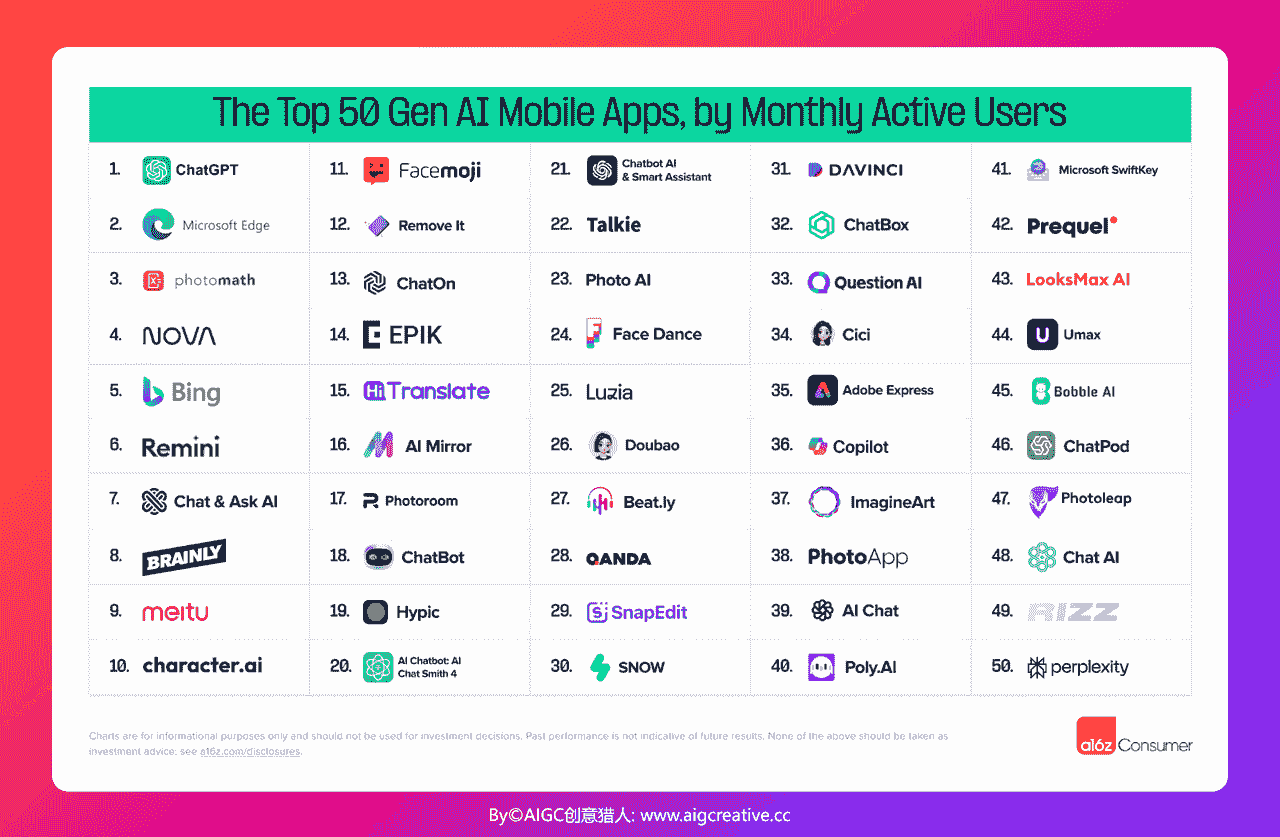 The Top 50 Gen AI Mobile Apps, by Monthly Active Users
1. ChatGPT
2. Microsoft Edge
3. photomath
4. NOVA
5. Bing
6. Remini
7. Chat & Ask AI
8. BRAINLY
9. meitu
10. character.ai
11. Facemoji
12. Remove It
13. ChatOn
14. EPIK
15. Hi Translate
16. AI Mirror
17. Photoroom
18. ChatBot
19. Hypic
20. AI Chatbot: AI
Chat Smith 4
21. Chatbot AI
& Smart Assistant
22. Talkie
23. Photo AI
24. Face Dance
25. Luzia
26. Doubao
27. Beat.ly
28. QANDA
29. SnapEdit
30. SNOW
31. DAVINCI
32. ChatBox
33. Question AI
34. Cici
35. Adobe Express
36. Copilot
37. ImagineArt
38. PhotoApp
39. AI Chat
40. Poly.AI
41. Microsoft SwiftKey
42. Prequel
43. LooksMax AI
44. U Umax
45. Bobble AI
46. ChatPod
47. Photoleap
48. Chat AI
49. RIZZ
50. perplexity
Charts are for informational purposes only and should not be used for investment decisions. Past performance is not indicative of future results. None of the above should be taken as
investment advice; see a16z.com/disclosures.
a16z Consumer
By©AIGC创意猎人: www.aigcreative.cc